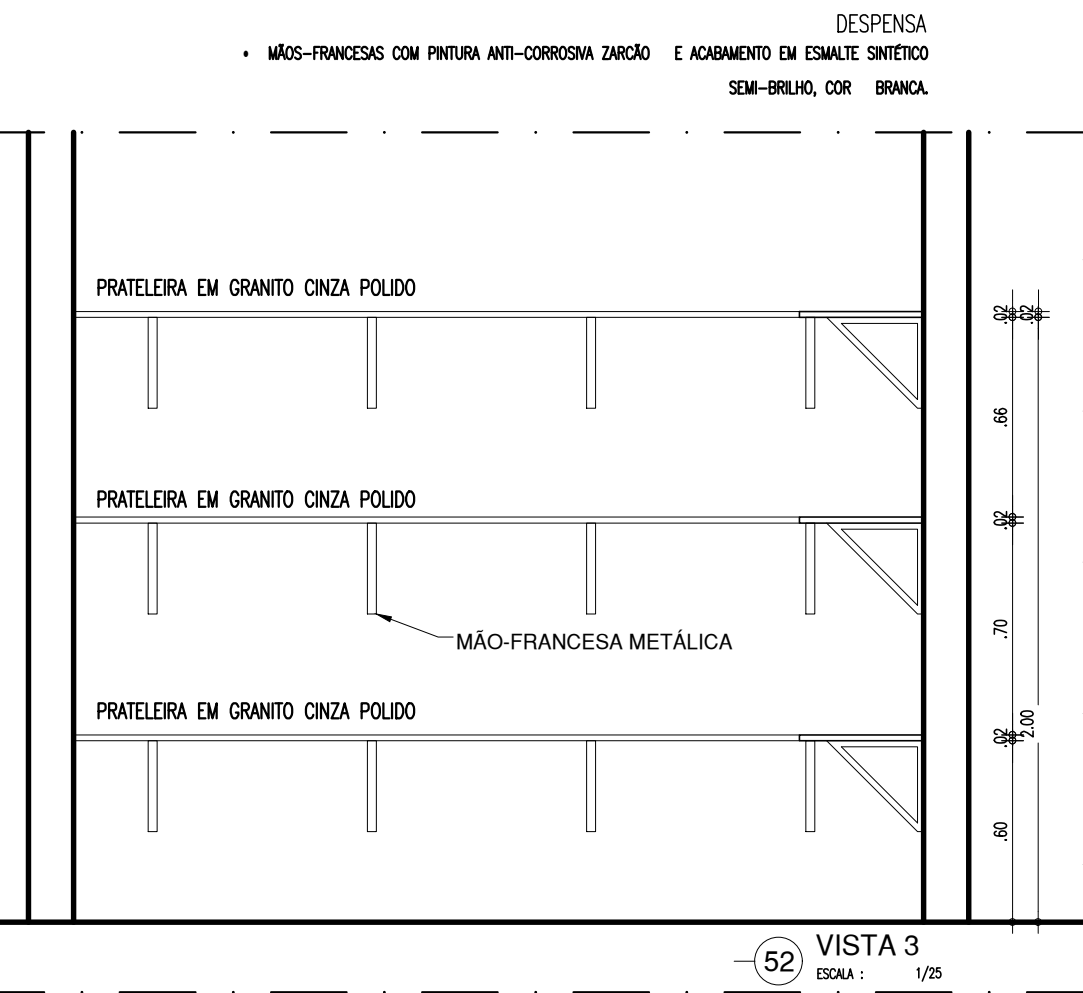 DESPENSA
• MÃOS-FRANCESAS COM PINTURA ANTI-CORROSIVA ZARCÃO E ACABAMENTO EM ESMALTE SINTÉTICO
SEMI-BRILHO, COR BRANCA.
PRATELEIRA EM GRANITO CINZA POLIDO
.02
.02
.66
PRATELEIRA EM GRANITO CINZA POLIDO
.02
MÃO-FRANCESA METÁLICA
.70
PRATELEIRA EM GRANITO CINZA POLIDO
.02
2.00
.60
52
VISTA 3
ESCALA : 1/25